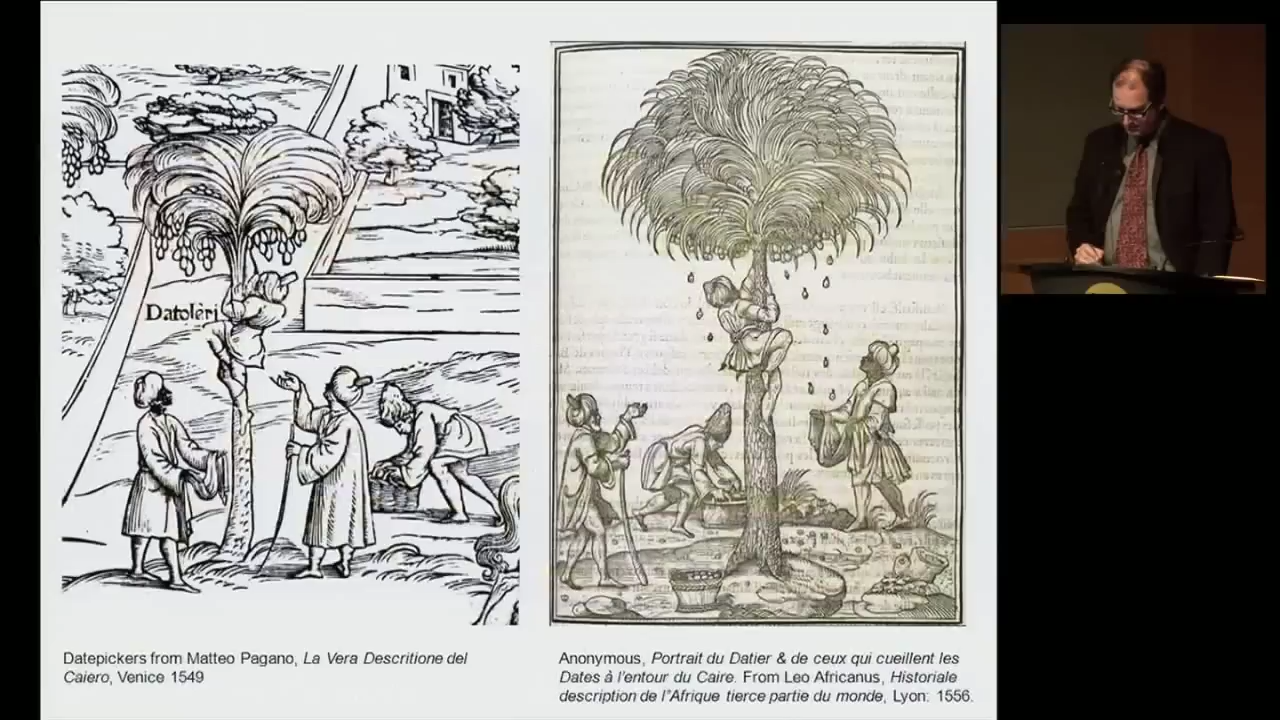 Datolèri
Datepickers from Matteo Pagano, La Vera Descritione del
Caiero, Venice 1549
Anonymous, Portrait du Datier & de ceux qui cueillent les
Dates à l'entour du Caire. From Leo Africanus, Historiale
description de l"Afrique tierce partie du monde, Lyon: 1556.